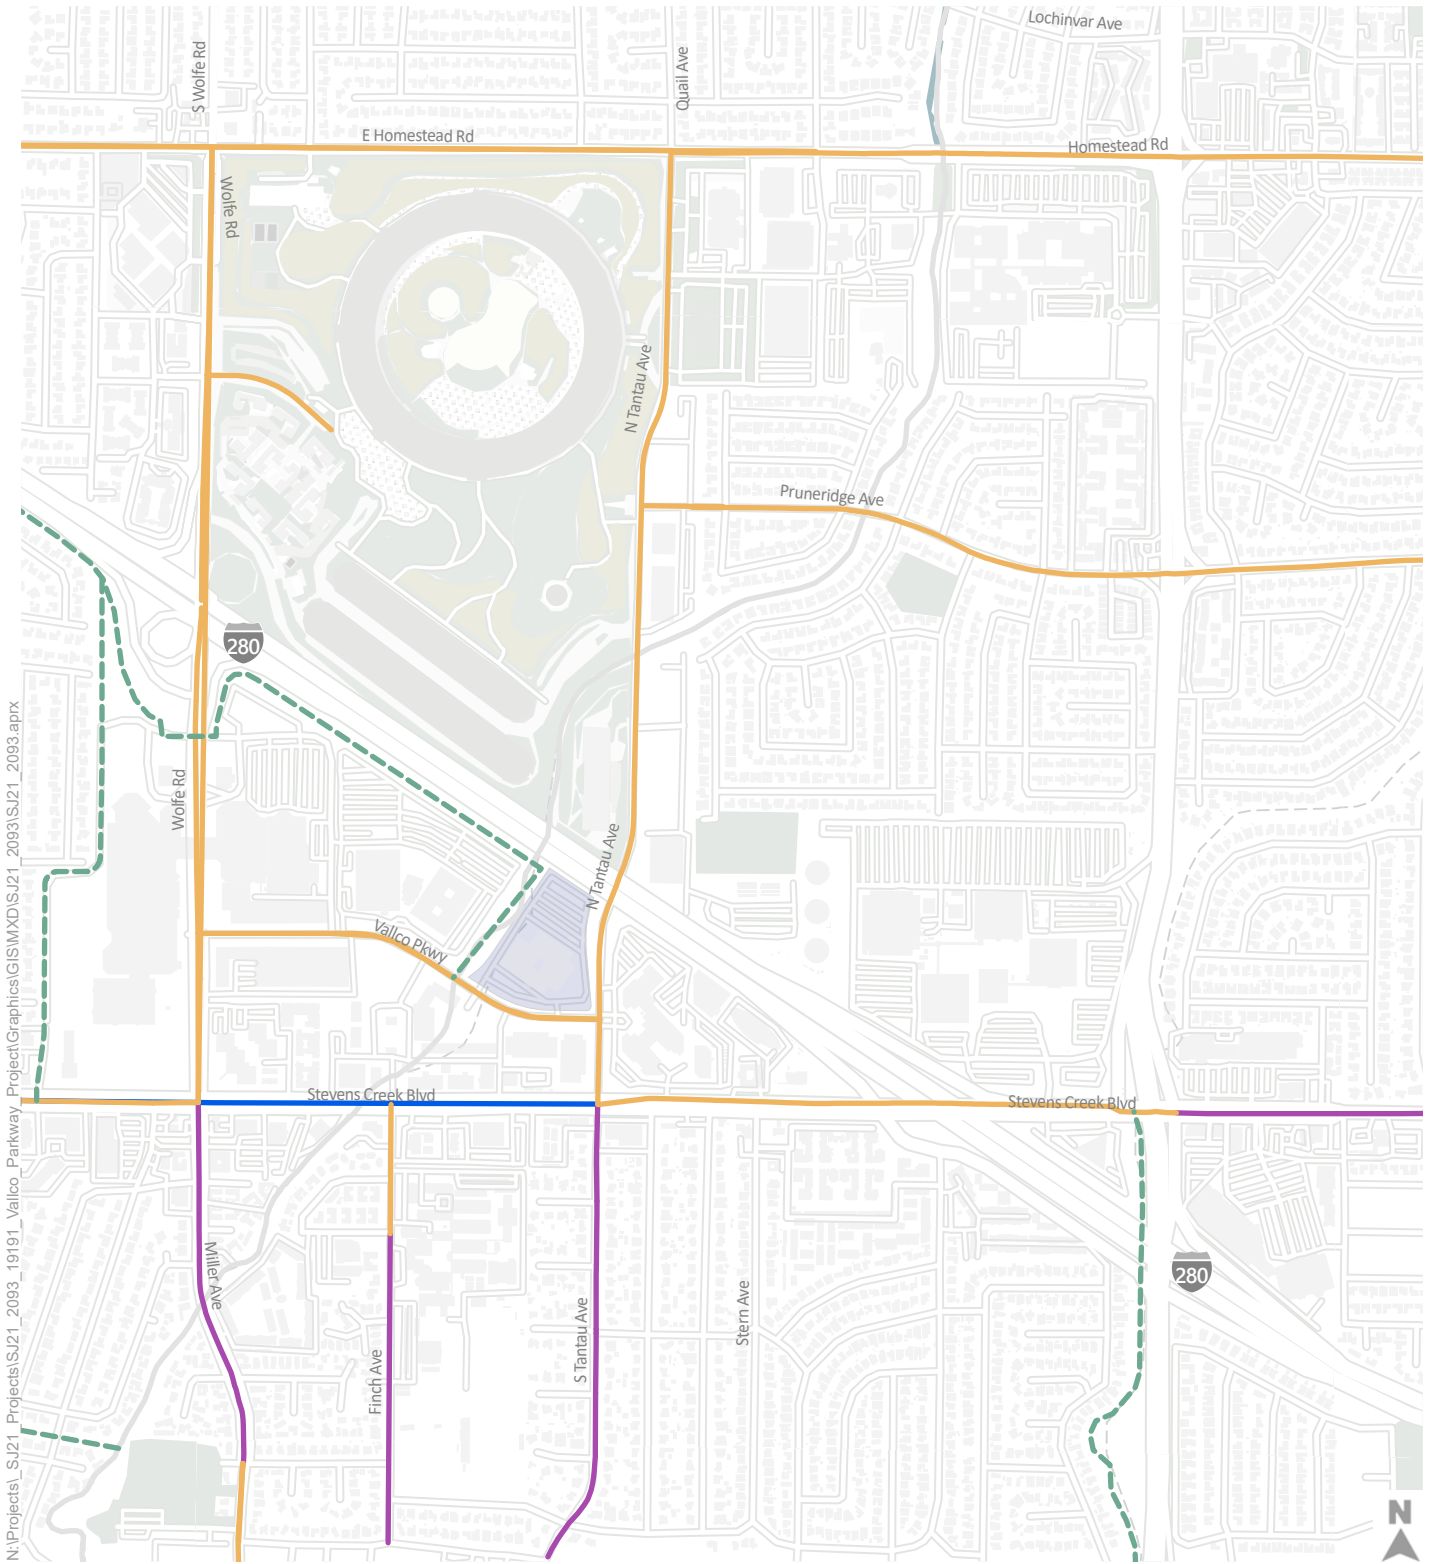 Lochinvar Ave
S Wolfe Rd
Quail Ave
E Homestead Rd
Homestead Rd
Wolfe Rd
N Tantau Ave
Pruneridge Ave
280
Wolfe Rd
N Tantau Ave
Vallco Pkwy
Stevens Creek Blvd
Stevens Creek Blvd
Miller Ave
280
Stern Ave
S Tantau Ave
Finch Ave
N
N:\Projects\_SJ21_Projects\SJ21_2093_19191_Vallco_Parkway_Project\Graphics\GIS\MXD\SJ21_2093\SJ21_2093.aprx